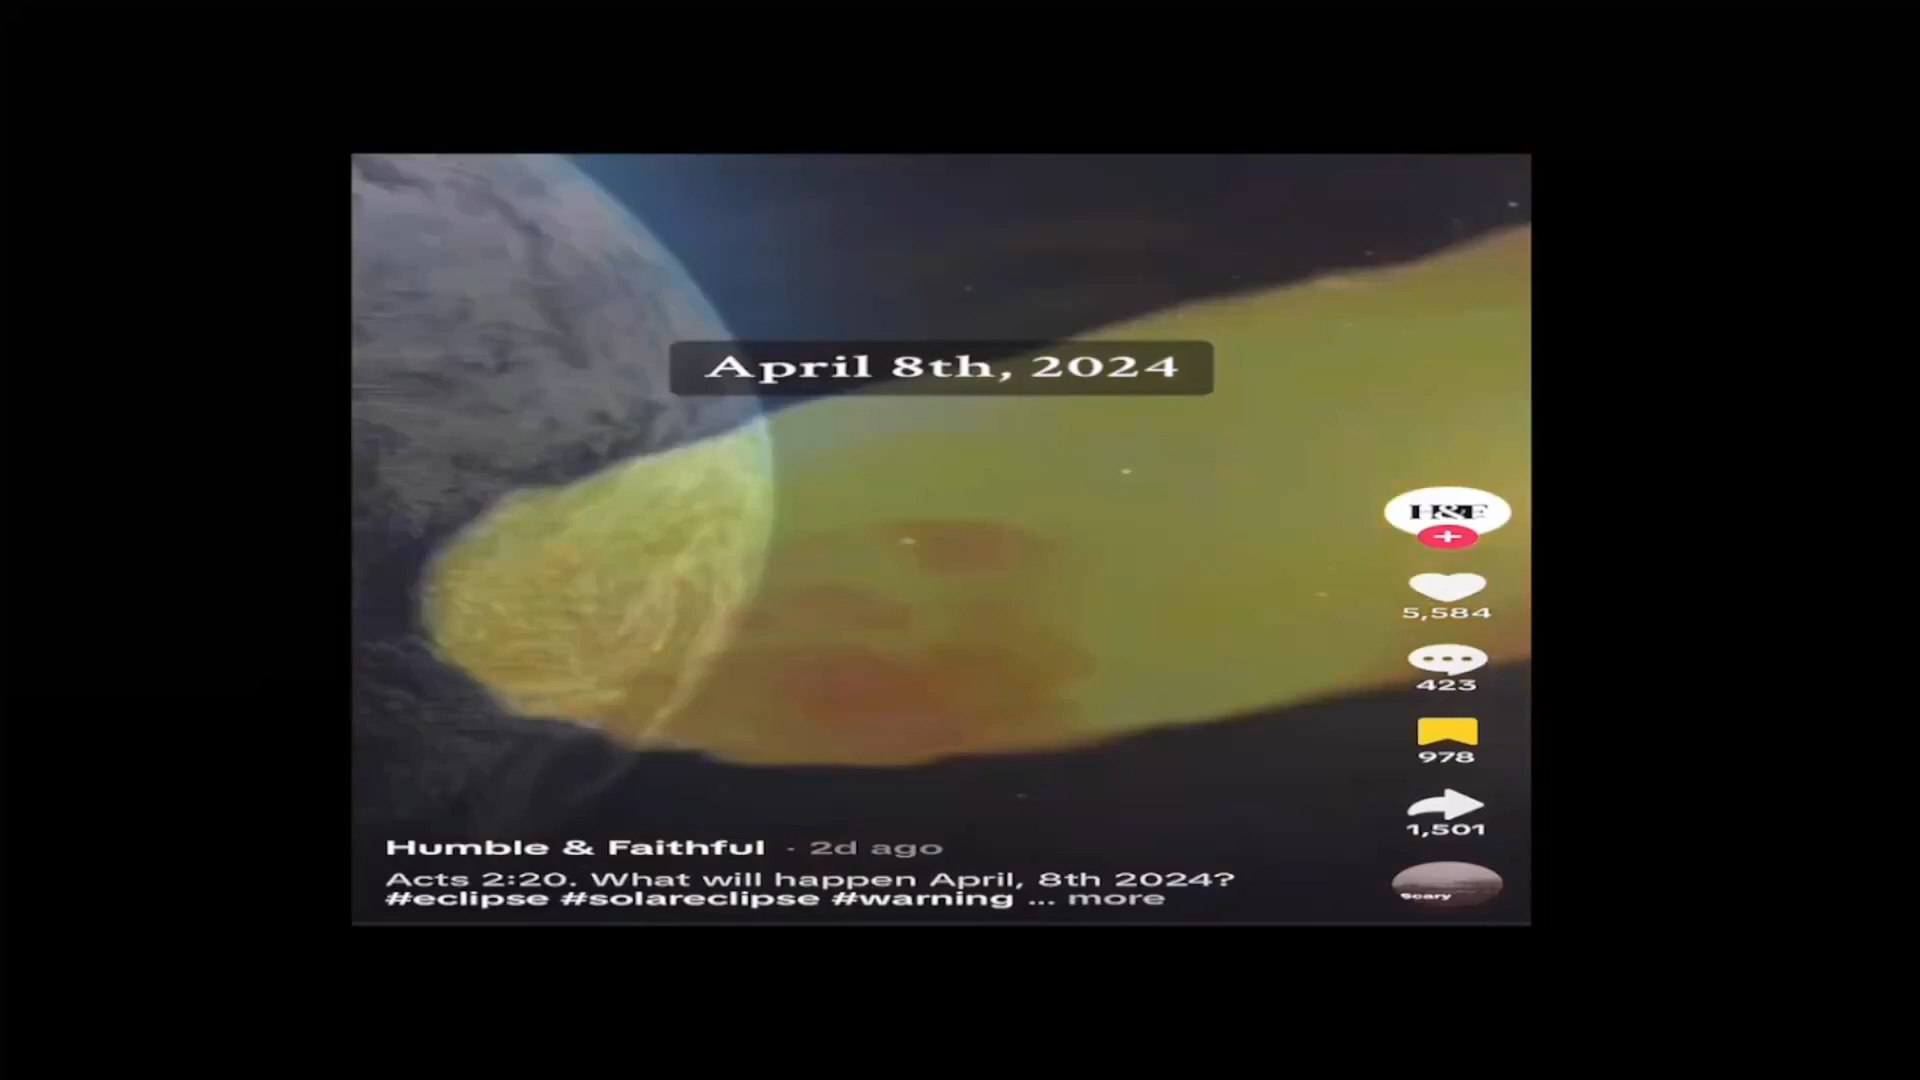 April 8th, 2024
H&F
5,584
423
978
1,501
Scary
Humble & Faithful · 2d ago
Acts 2:20. What will happen April, 8th 2024?
#eclipse #solareclipse #warning ... more